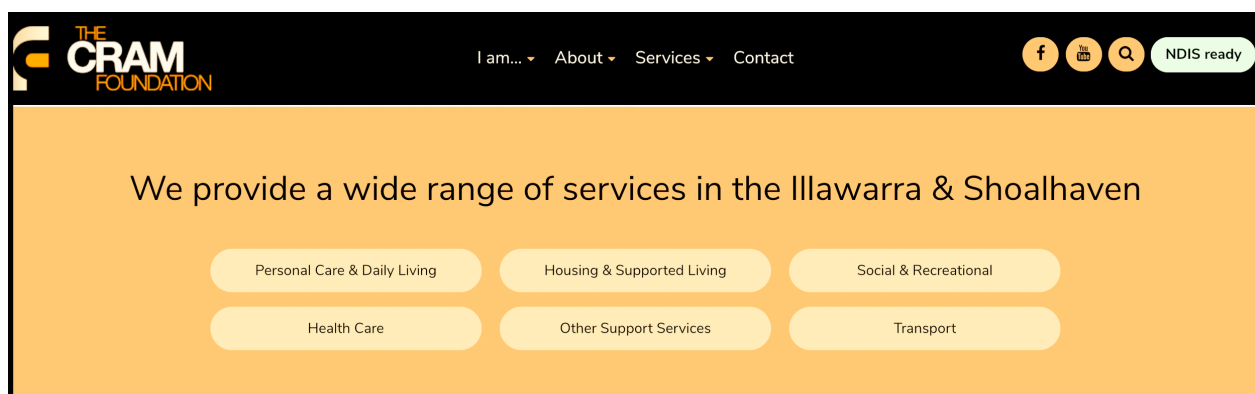 THE
CRAM
FOUNDATION
I am... About Services Contact
f You Tube NDIS ready
We provide a wide range of services in the Illawarra & Shoalhaven
Personal Care & Daily Living Housing & Supported Living Social & Recreational
Health Care Other Support Services Transport